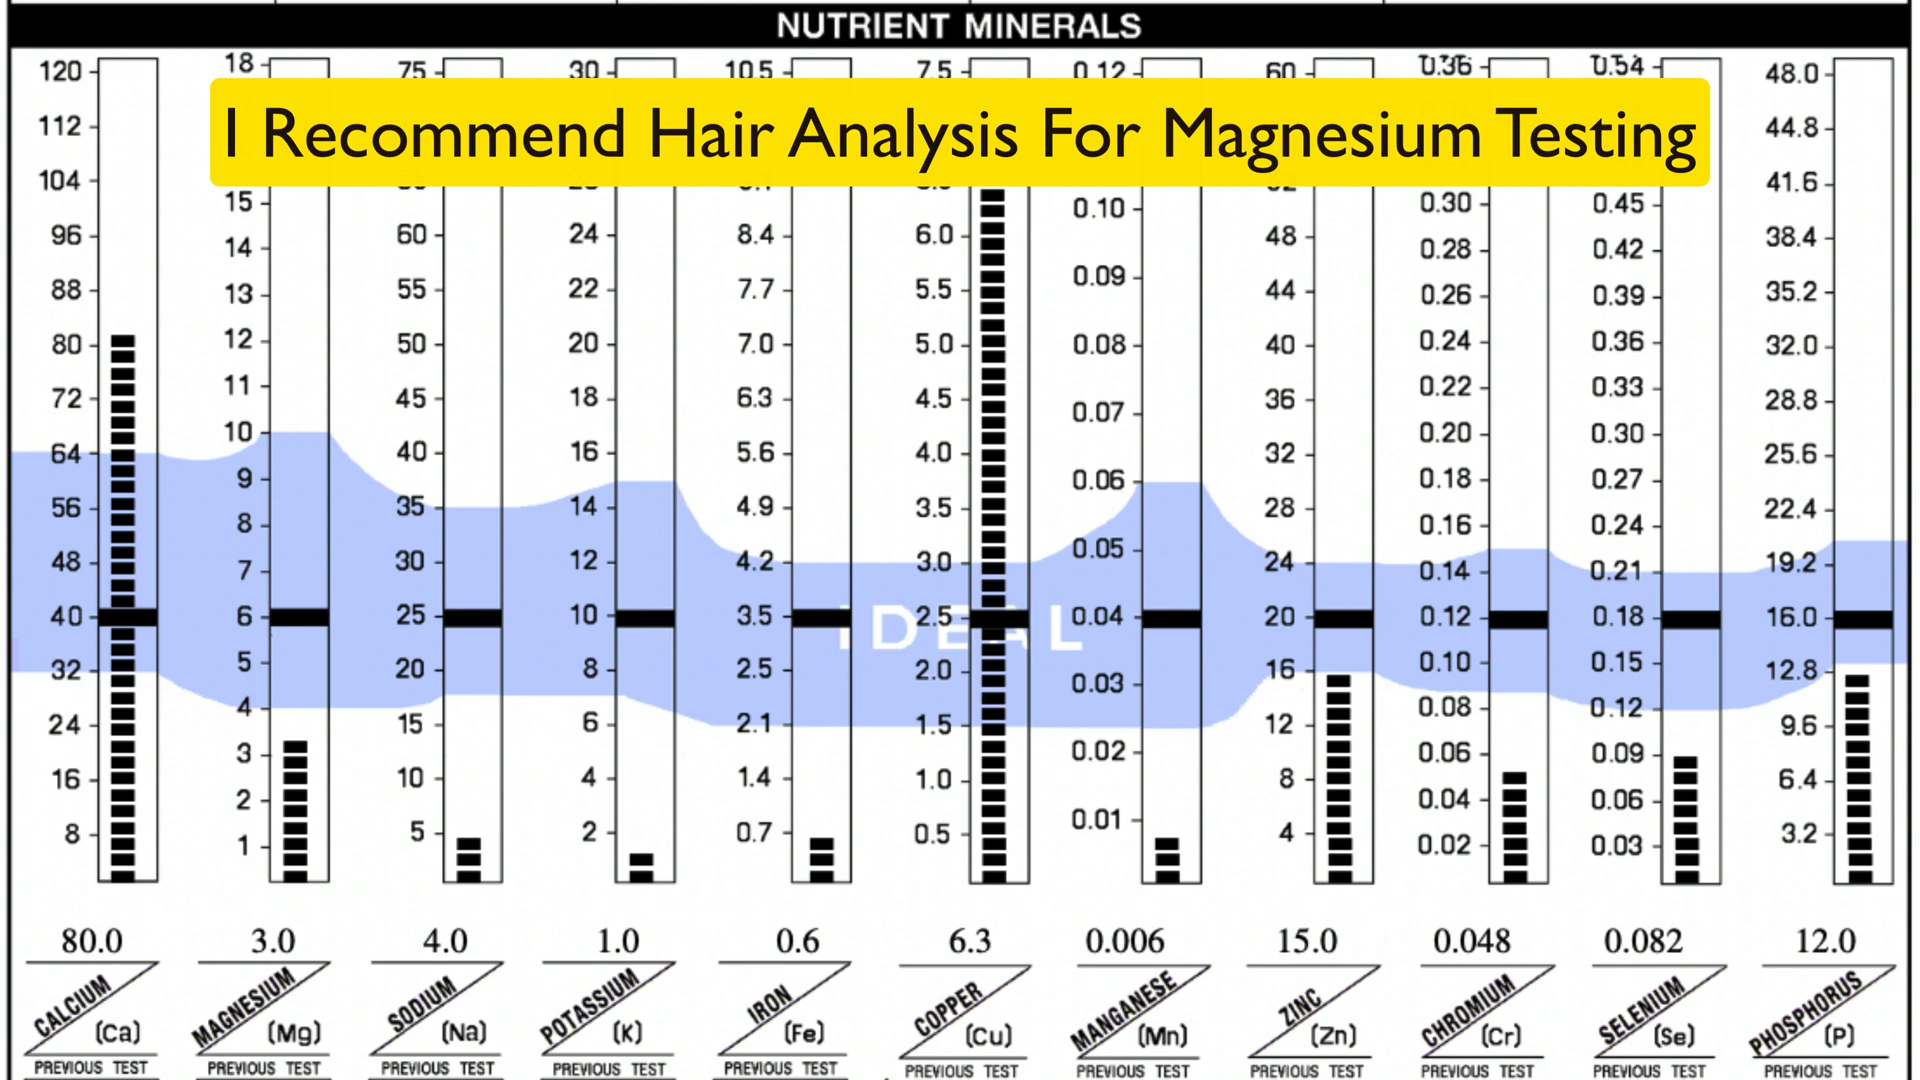 NUTRIENT MINERALS
120 18 75 30 10.5 7.5 0.12 60 0.36 0.54 48.0
I Recommend Hair Analysis For Magnesium Testing
112 44.8
104 41.6
15 0.10 0.30 0.45
96 14 60 24 8.4 6.0 48 0.28 0.42 38.4
88 13 55 22 7.7 5.5 0.09 44 0.26 0.39 35.2
80 12 50 20 7.0 5.0 0.08 40 0.24 0.36 32.0
72 11 45 18 6.3 4.5 0.07 36 0.22 0.33 28.8
64 10 40 16 5.6 4.0 0.06 32 0.20 0.30 25.6
56 9 35 14 4.9 3.5 28 0.18 0.27 22.4
8 0.16 0.24
48 7 30 12 4.2 3.0 0.05 24 0.14 0.21 19.2
40 6 25 10 3.5 2.5 0.04 20 0.12 0.18 16.0
IDEAL
32 5 20 8 2.5 2.0 0.03 16 0.10 0.15 12.8
24 4 15 6 2.1 1.5 12 0.08 0.12 9.6
16 3 10 4 1.4 1.0 0.02 8 0.06 0.09 6.4
2 0.04 0.06
8 1 5 2 0.7 0.5 0.01 4 0.02 0.03 3.2
80.0 3.0 4.0 1.0 0.6 6.3 0.006 15.0 0.048 0.082 12.0
CALCIUM MAGNESIUM SODIUM POTASSIUM IRON COPPER MANGANESE ZINC CHROMIUM SELENIUM PHOSPHORUS
(Ca) (Mg) (Na) (K) (Fe) (Cu) (Mn) (Zn) (Cr) (Se) (P)
PREVIOUS TEST PREVIOUS TEST PREVIOUS TEST PREVIOUS TEST PREVIOUS TEST PREVIOUS TEST PREVIOUS TEST PREVIOUS TEST PREVIOUS TEST PREVIOUS TEST PREVIOUS TEST